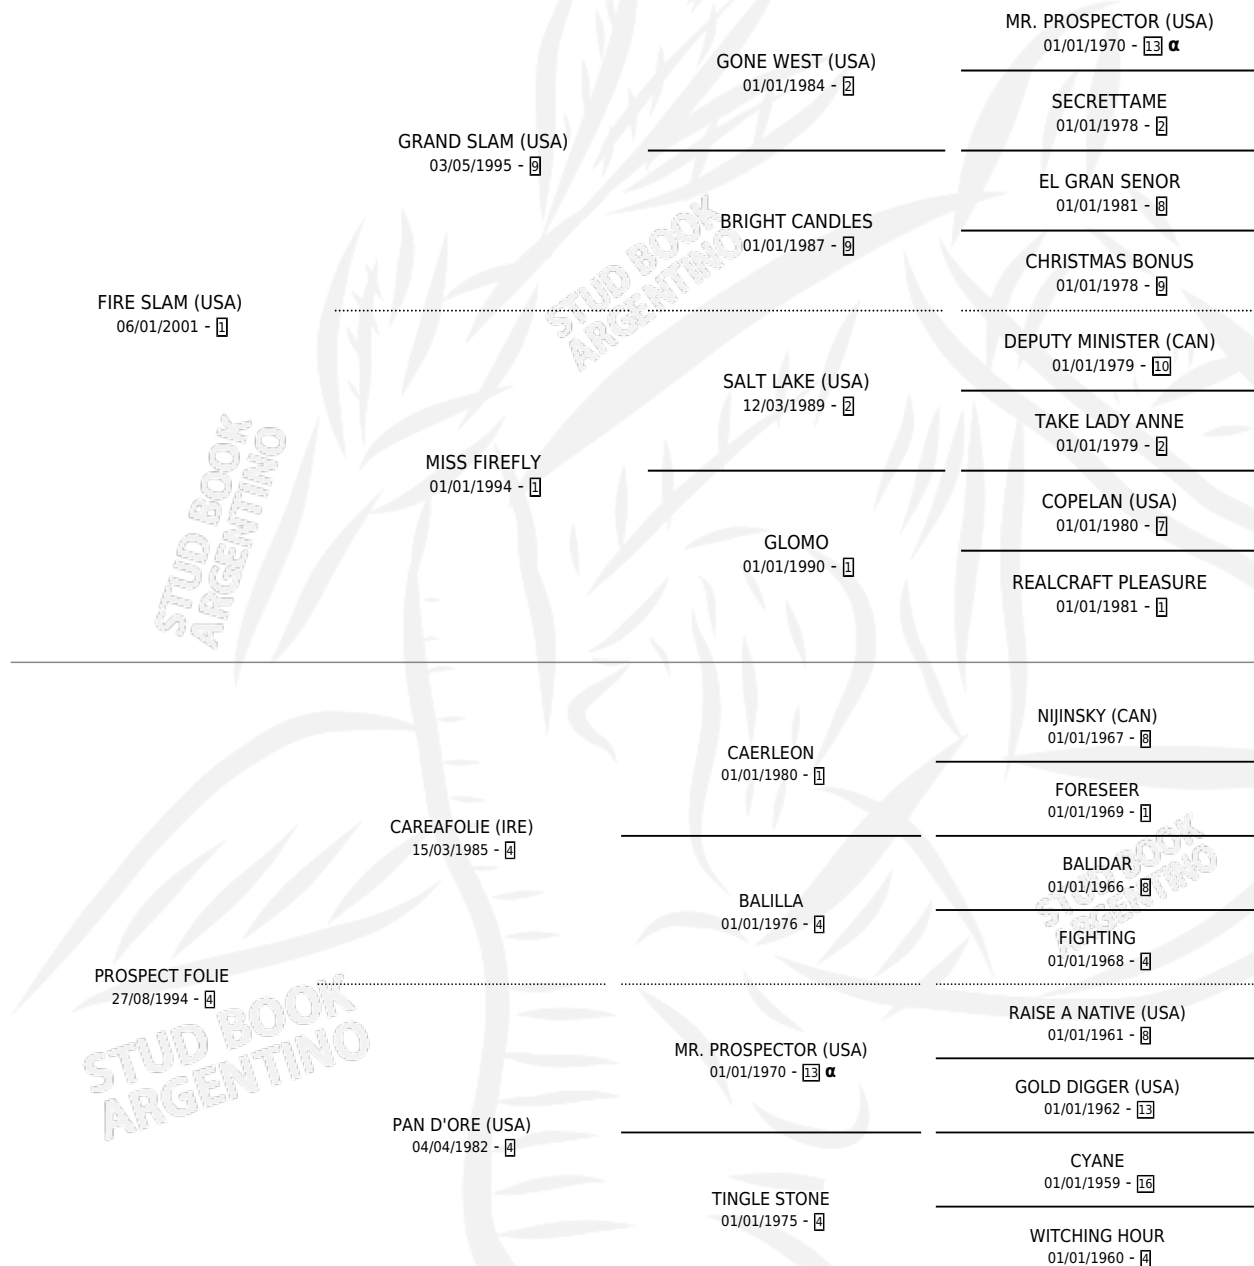 MR. PROSPECTOR (USA)
01/01/1970 - 13 α
GONE WEST (USA)
01/01/1984 - 2
SECRETTAME
01/01/1978 - 2
GRAND SLAM (USA)
03/05/1995 - 9
EL GRAN SENOR
01/01/1981 - 8
BRIGHT CANDLES
01/01/1987 - 9
CHRISTMAS BONUS
01/01/1978 - 9
FIRE SLAM (USA)
06/01/2001 - 1
STUD BOOK
ARGENTINO
DEPUTY MINISTER (CAN)
01/01/1979 - 10
SALT LAKE (USA)
12/03/1989 - 2
TAKE LADY ANNE
01/01/1979 - 2
MISS FIREFLY
01/01/1994 - 1
COPELAN (USA)
01/01/1980 - 7
GLOMO
01/01/1990 - 1
REALCRAFT PLEASURE
01/01/1981 - 1
STUD BOOK
ARGENTINO
NIJINSKY (CAN)
01/01/1967 - 8
CAERLEON
01/01/1980 - 1
FORESEER
01/01/1969 - 1
CAREAFOLIE (IRE)
15/03/1985 - 4
BALIDAR
01/01/1966 - 8
BALILLA
01/01/1976 - 4
FIGHTING
01/01/1968 - 4
STUD BOOK
ARGENTINO
PROSPECT FOLIE
27/08/1994 - 4
RAISE A NATIVE (USA)
01/01/1961 - 8
MR. PROSPECTOR (USA)
01/01/1970 - 13 α
GOLD DIGGER (USA)
01/01/1962 - 13
PAN D'ORE (USA)
04/04/1982 - 4
CYANE
01/01/1959 - 16
TINGLE STONE
01/01/1975 - 4
WITCHING HOUR
01/01/1960 - 4
STUD BOOK
ARGENTINO